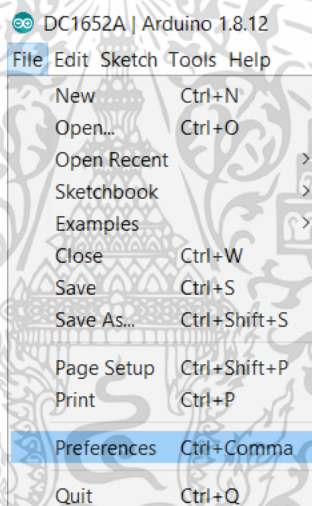 DC1652A | Arduino 1.8.12
File Edit Sketch Tools Help
New Ctrl+N
Open... Ctrl+O
Open Recent
Sketchbook
Examples
Close Ctrl+W
Save Ctrl+S
Save As... Ctrl+Shift+S
Page Setup Ctrl+Shift+P
Print Ctrl+P
Preferences Ctrl+Comma
Quit Ctrl+Q